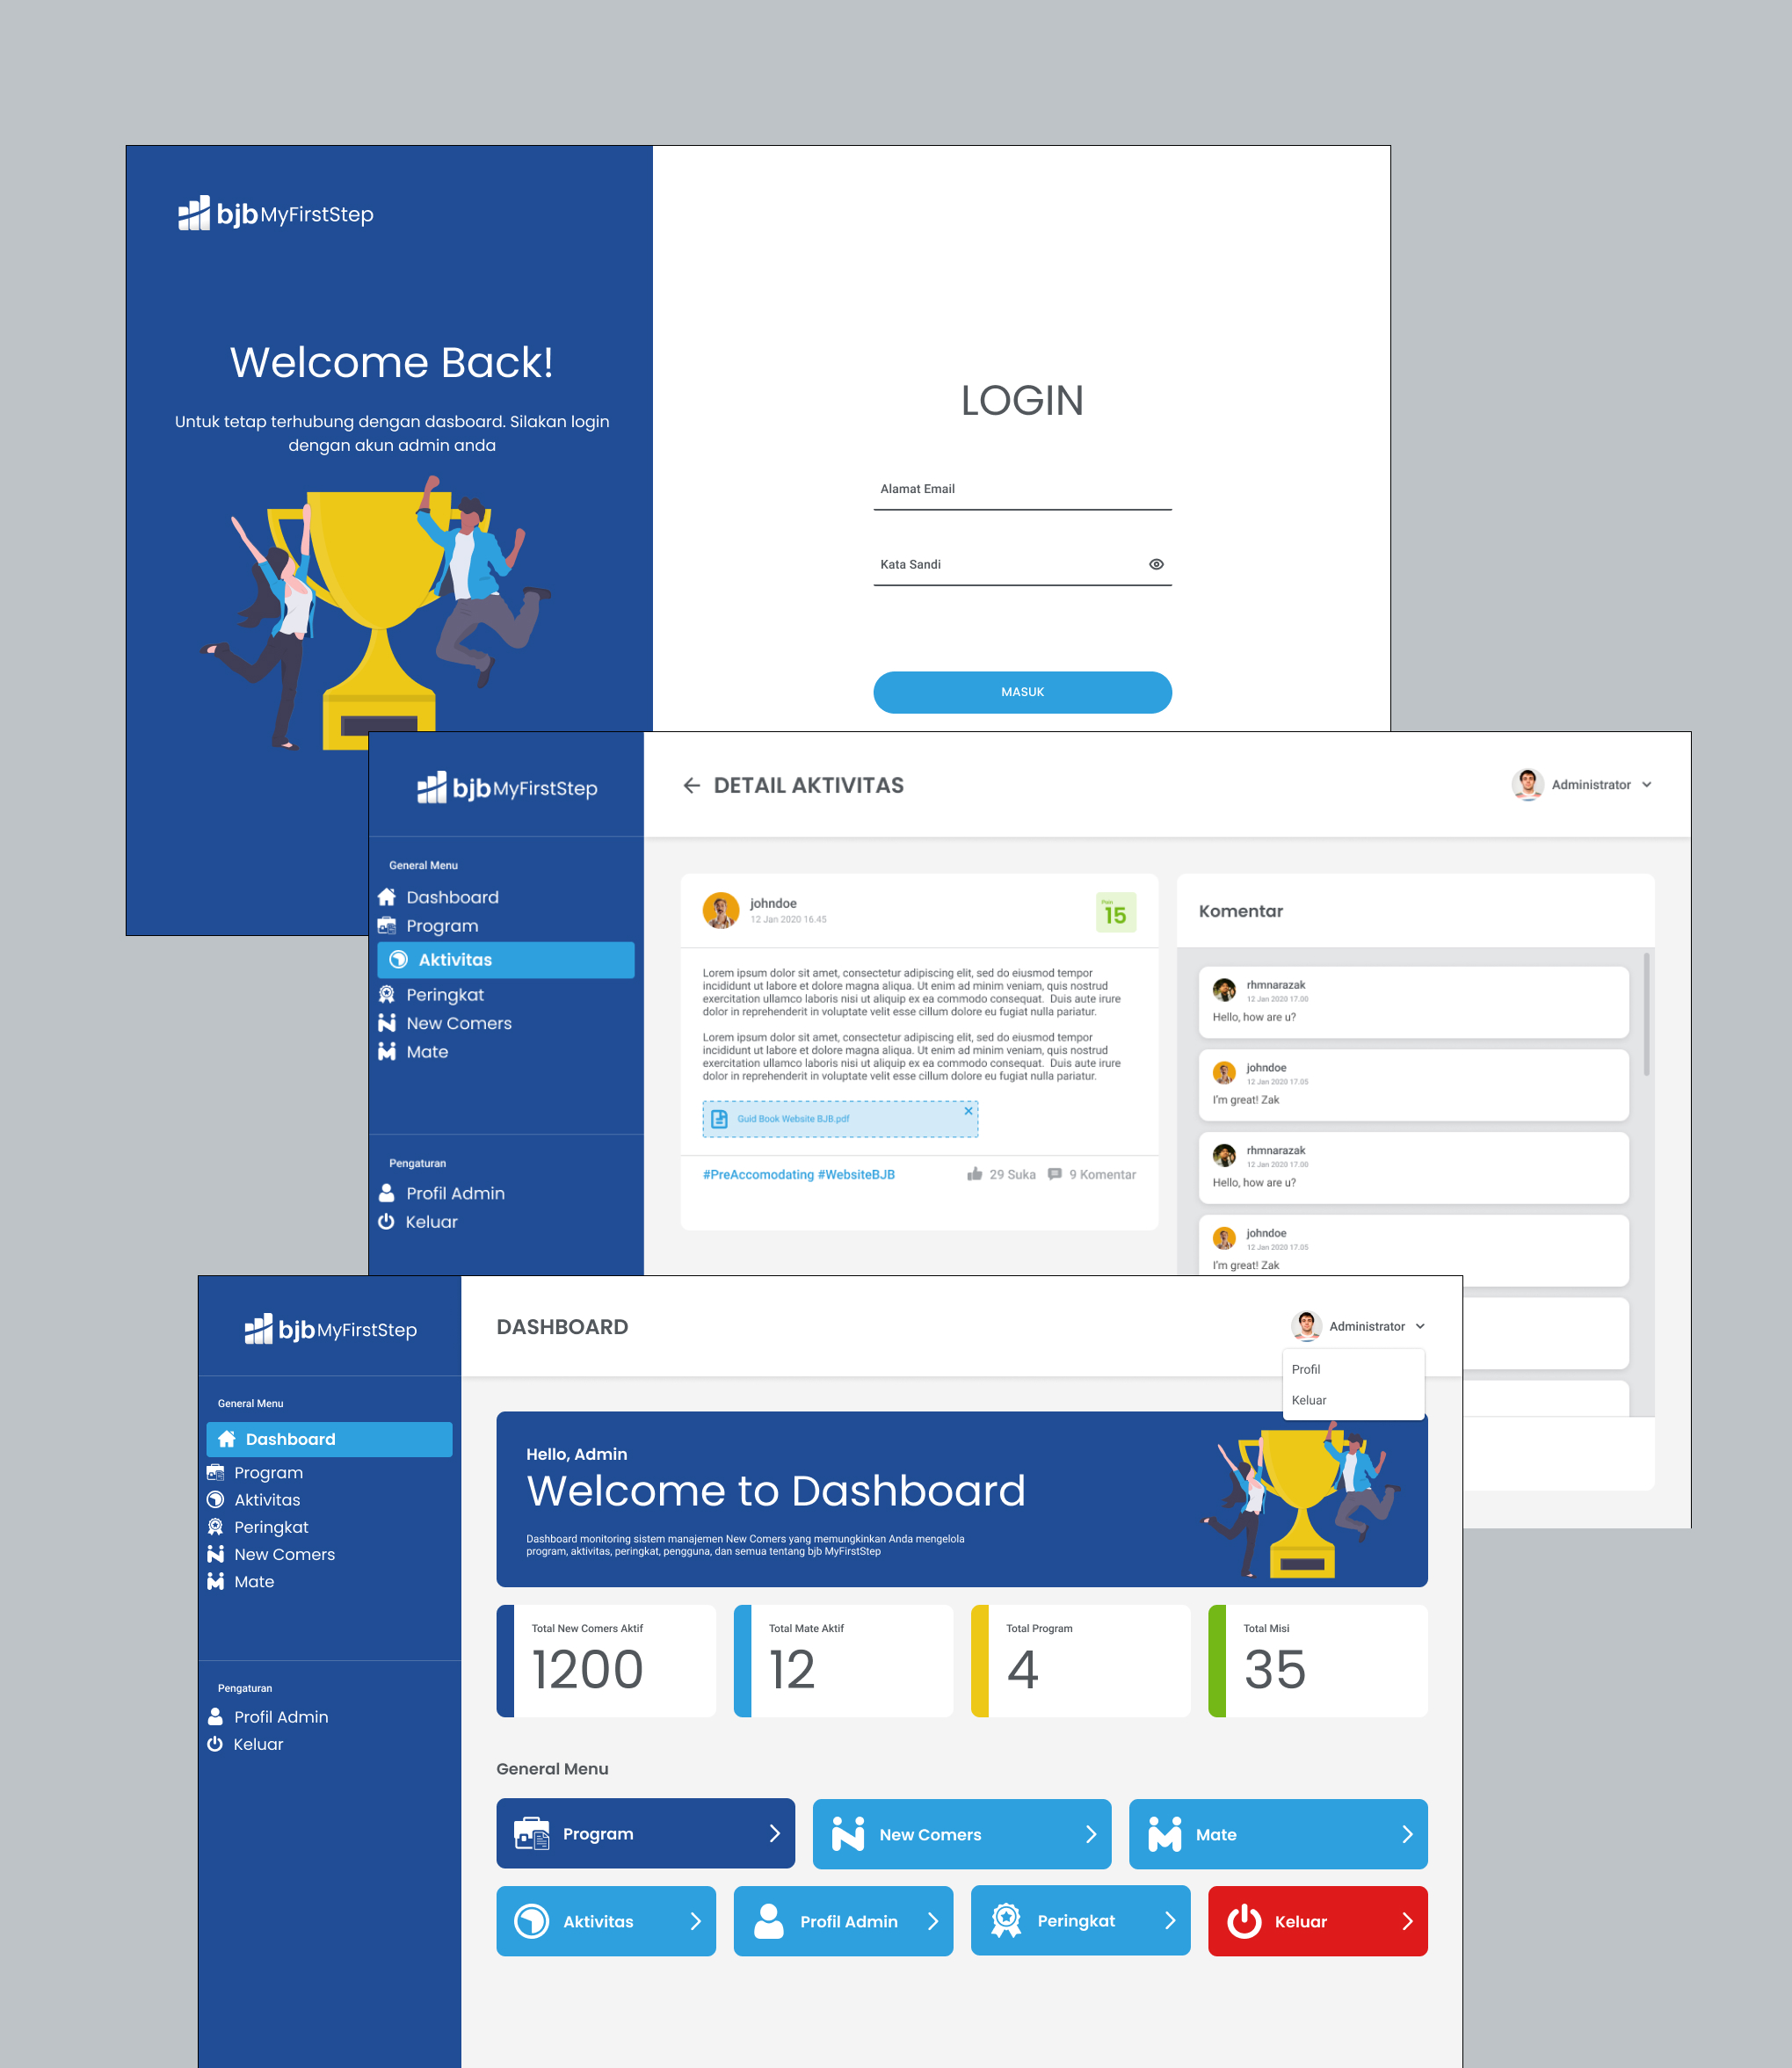 bjb MyFirstStep
Welcome Back!
Untuk tetap terhubung dengan dasboard. Silakan login
dengan akun admin anda
LOGIN
Alamat Email
Kata Sandi
MASUK
bjb MyFirstStep
General Menu
Dashboard
Program
Aktivitas
Peringkat
New Comers
Mate
Pengaturan
Profil Admin
Keluar
DETAIL AKTIVITAS
Administrator
johndoe
12 Jan 2020 16.45
Poin
15
Lorem ipsum dolor sit amet, consectetur adipiscing elit, sed do eiusmod tempor
incididunt ut labore et dolore magna aliqua. Ut enim ad minim veniam, quis nostrud
exercitation ullamco laboris nisi ut aliquip ex ea commodo consequat. Duis aute irure
dolor in reprehenderit in voluptate velit esse cillum dolore eu fugiat nulla pariatur.
Lorem ipsum dolor sit amet, consectetur adipiscing elit, sed do eiusmod tempor
incididunt ut labore et dolore magna aliqua. Ut enim ad minim veniam, quis nostrud
exercitation ullamco laboris nisi ut aliquip ex ea commodo consequat. Duis aute irure
dolor in reprehenderit in voluptate velit esse cillum dolore eu fugiat nulla pariatur.
Guid Book Website BJB.pdf
#PreAccomodating #WebsiteBJB
29 Suka
9 Komentar
Komentar
rhmnarazak
12 Jan 2020 17.00
Hello, how are u?
johndoe
12 Jan 2020 17.05
I'm great! Zak
rhmnarazak
12 Jan 2020 17.00
Hello, how are u?
johndoe
12 Jan 2020 17.05
I'm great! Zak
bjb MyFirstStep
General Menu
Dashboard
Program
Aktivitas
Peringkat
New Comers
Mate
Pengaturan
Profil Admin
Keluar
DASHBOARD
Administrator
Profil
Keluar
Hello, Admin
Welcome to Dashboard
Dashboard monitoring sistem manajemen New Comers yang memungkinkan Anda mengelola
program, aktivitas, peringkat, pengguna, dan semua tentang bjb MyFirstStep
Total New Comers Aktif
1200
Total Mate Aktif
12
Total Program
4
Total Misi
35
General Menu
Program
New Comers
Mate
Aktivitas
Profil Admin
Peringkat
Keluar